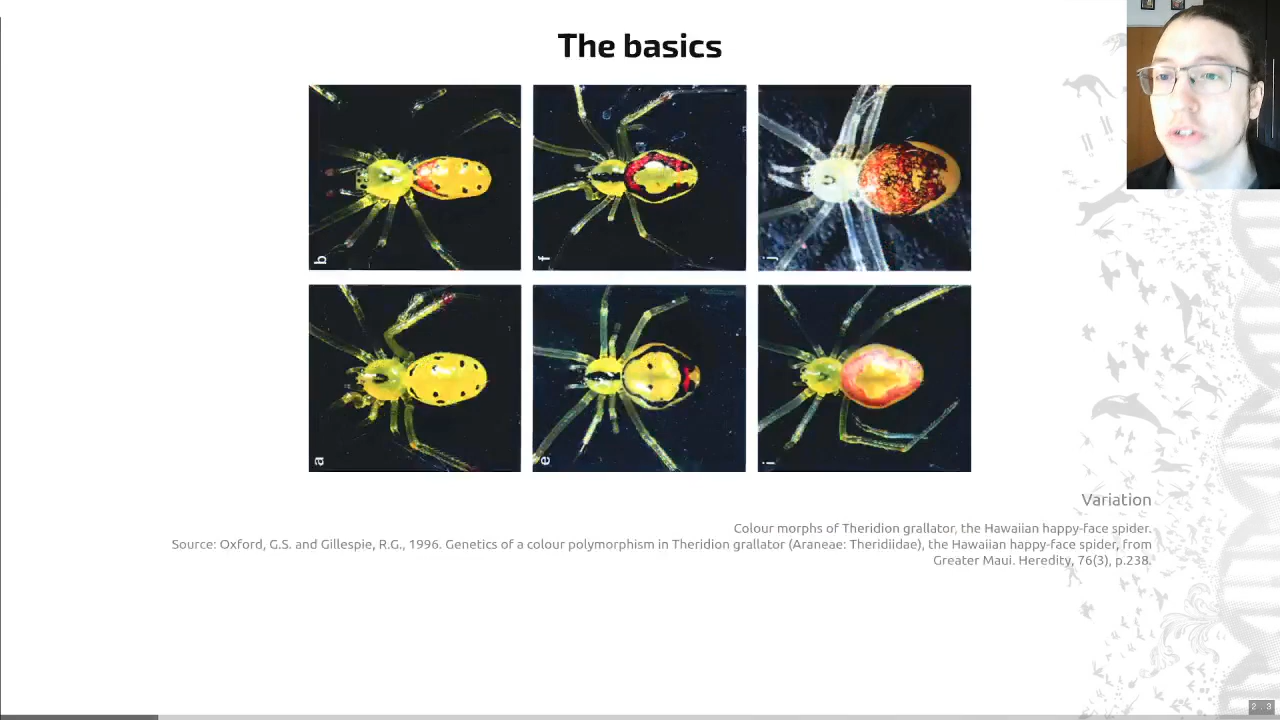 The basics
b
f
j
a
e
i
Variation
Colour morphs of Theridion grallator, the Hawaiian happy-face spider.
Source: Oxford, G.S. and Gillespie, R.G., 1996. Genetics of a colour polymorphism in Theridion grallator (Araneae: Theridiidae), the Hawaiian happy-face spider, from
Greater Maui. Heredity, 76(3), p.238.
2 . 3